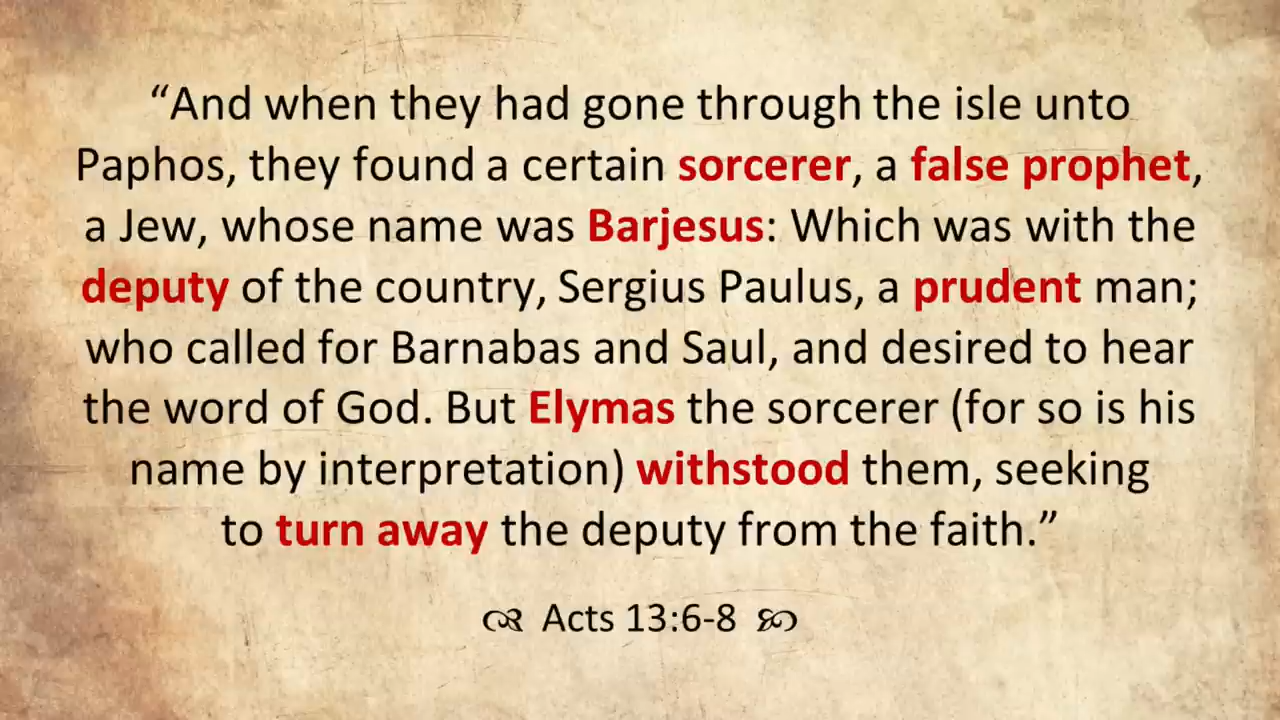 “And when they had gone through the isle unto
Paphos, they found a certain sorcerer, a false prophet,
a Jew, whose name was Barjesus: Which was with the
deputy of the country, Sergius Paulus, a prudent man;
who called for Barnabas and Saul, and desired to hear
the word of God. But Elymas the sorcerer (for so is his
name by interpretation) withstood them, seeking
to turn away the deputy from the faith.”
Acts 13:6-8